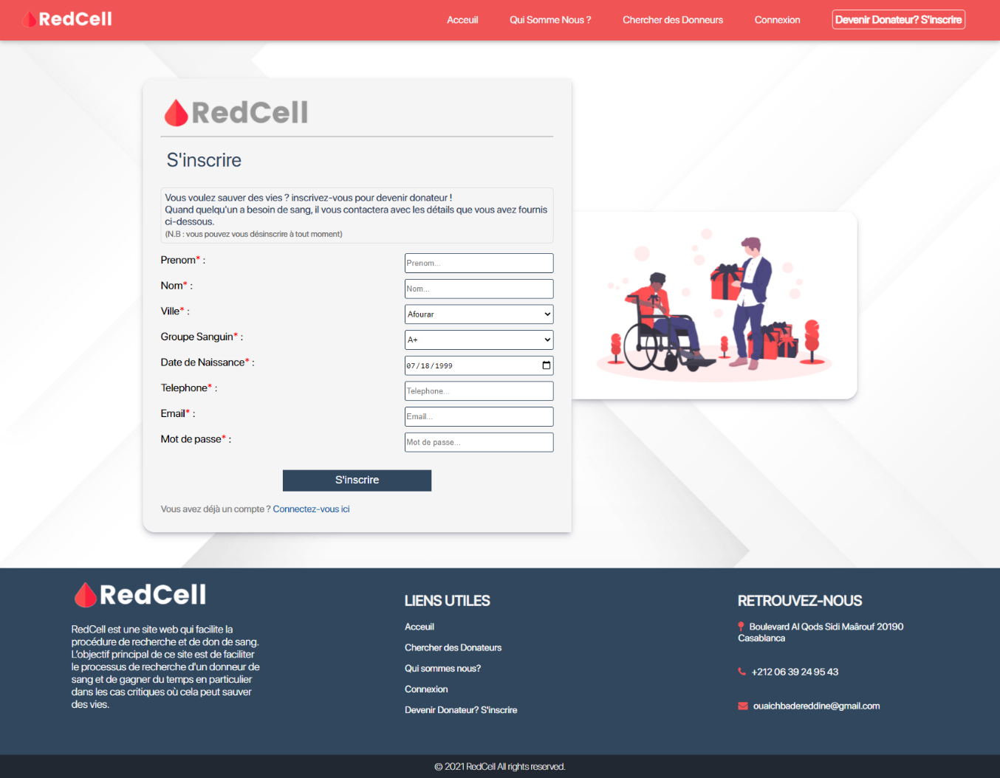 RedCell
Acceuil
Qui Somme Nous ?
Chercher des Donneurs
Connexion
Devenir Donateur? S'inscrire
RedCell
S'inscrire
Vous voulez sauver des vies ? inscrivez-vous pour devenir donateur !
Quand quelqu'un a besoin de sang, il vous contactera avec les détails que vous avez fournis
ci-dessous.
(N.B : vous pouvez vous désinscrire à tout moment)
Prenom* :
Prenom...
Nom* :
Nom...
Ville* :
Afourar
Groupe Sanguin* :
A+
Date de Naissance* :
07/18/1999
Telephone* :
Telephone...
Email* :
Email...
Mot de passe* :
Mot de passe...
S'inscrire
Vous avez déjà un compte ? Connectez-vous ici
RedCell
RedCell est une site web qui facilite la
procédure de recherche et de don de sang.
L'objectif principal de ce site est de faciliter
le processus de recherche d'un donneur de
sang et de gagner du temps en particulier
dans les cas critiques où cela peut sauver
des vies.
LIENS UTILES
Acceuil
Chercher des Donateurs
Qui sommes nous?
Connexion
Devenir Donateur? S'inscrire
RETROUVEZ-NOUS
Boulevard Al Qods Sidi Maârouf 20190
Casablanca
+212 06 39 24 95 43
ouaichbadereddine@gmail.com
© 2021 RedCell All rights reserved.